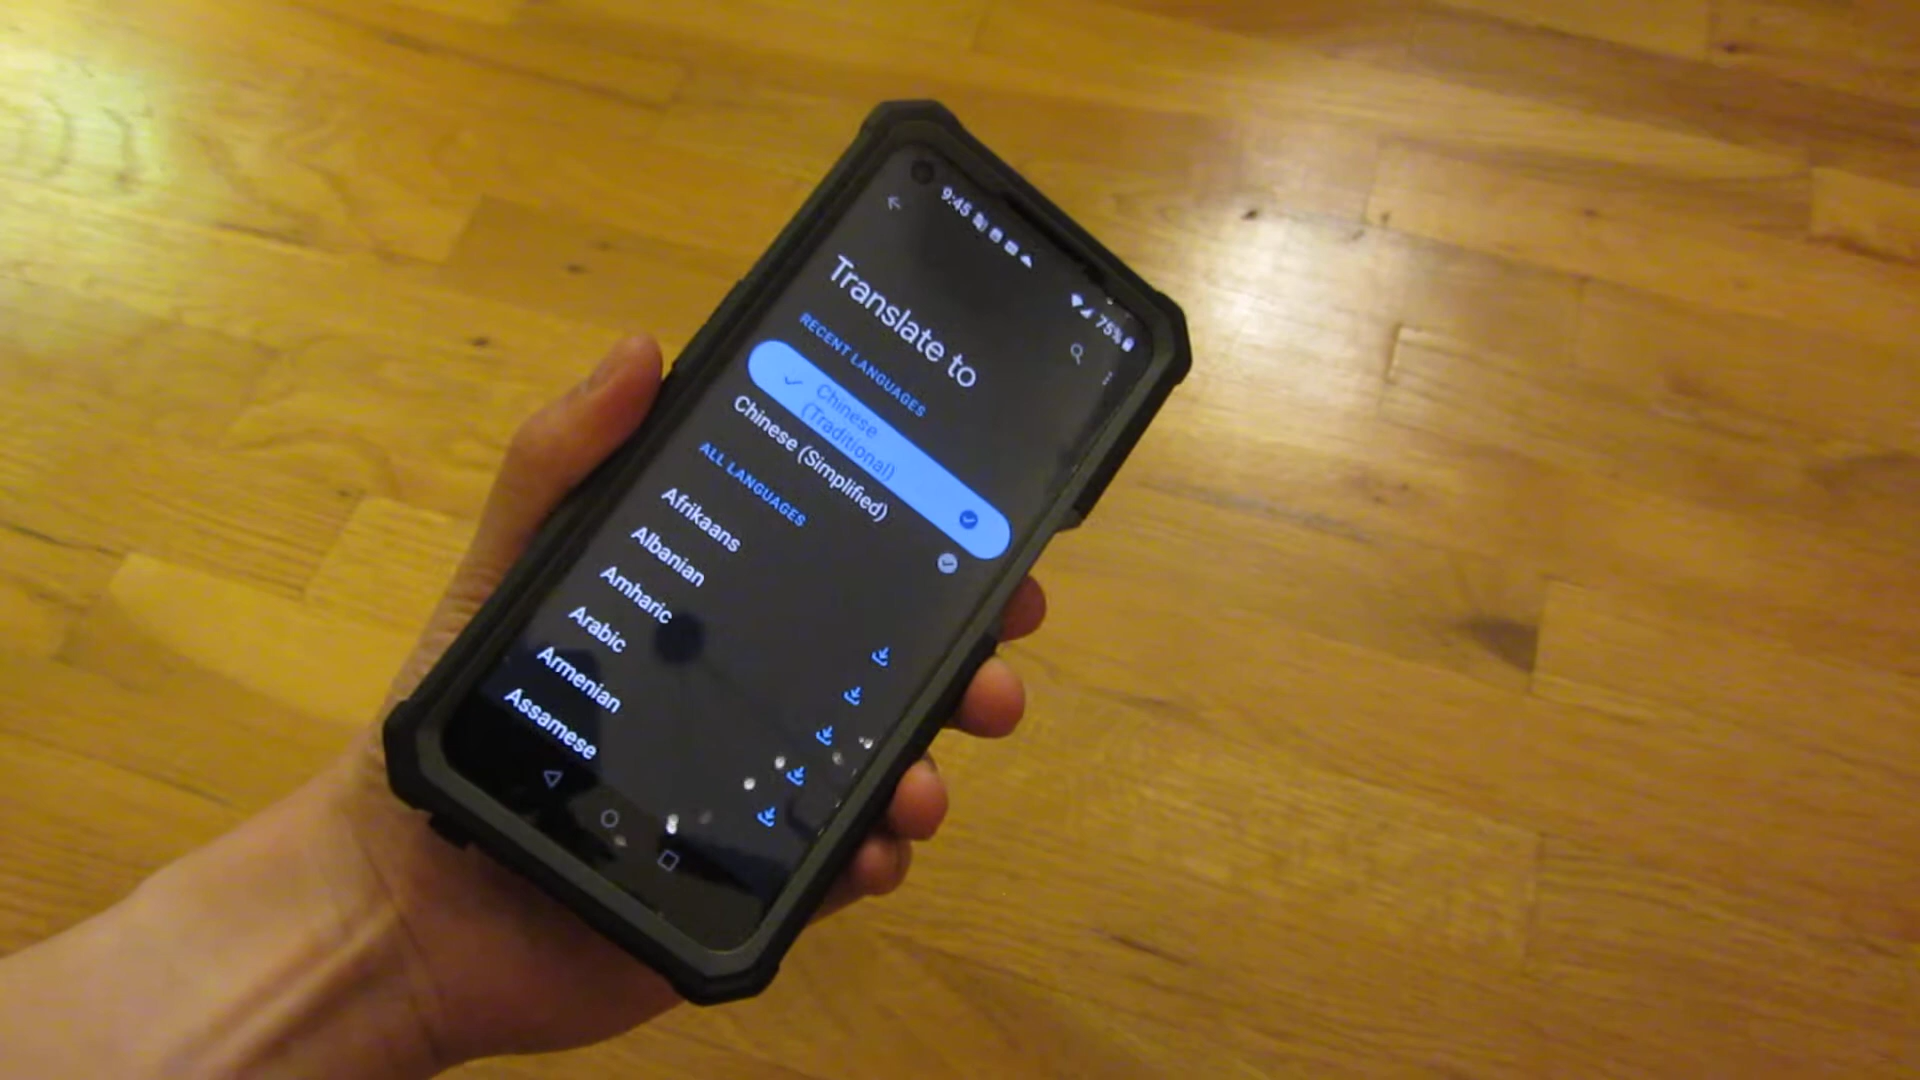 9:45
75%
Translate to
RECENT LANGUAGES
Chinese
(Traditional)
Chinese (Simplified)
ALL LANGUAGES
Afrikaans
Albanian
Amharic
Arabic
Armenian
Assamese